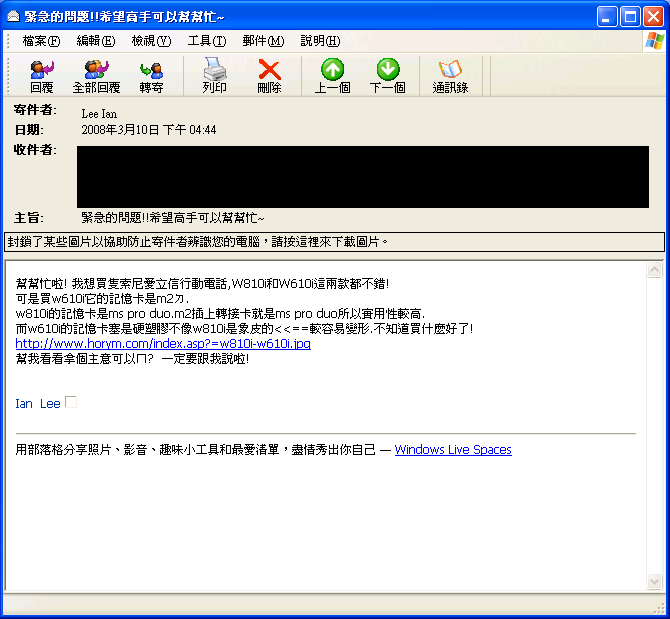 緊急的問題!!希望高手可以幫幫忙~
檔案(F) 編輯(E) 檢視(V) 工具(T) 郵件(M) 說明(H)
回覆 全部回覆 轉寄 列印 刪除 上一個 下一個 通訊錄
寄件者: Lee Ian
日期: 2008年3月10日 下午 04:44
收件者:
主旨: 緊急的問題!!希望高手可以幫幫忙~
封鎖了某些圖片以協助防止寄件者辨識您的電腦，請按這裡來下載圖片。
幫幫忙啦! 我想買隻索尼愛立信行動電話,W810i和W610i這兩款都不錯!
可是買w610i它的記憶卡是m2ㄉ.
w810i的記憶卡是ms pro duo.m2插上轉接卡就是ms pro duo所以實用性較高.
而w610i的記憶卡塞是硬塑膠不像w810i是象皮的<<==較容易變形.不知道買什麼好了!
http://www.horym.com/index.asp?=w810i-w610i.jpg
幫我看看拿個主意可以ㄇ? 一定要跟我說啦!
Ian Lee
用部落格分享照片、影音、趣味小工具和最愛清單，盡情秀出你自己 — Windows Live Spaces